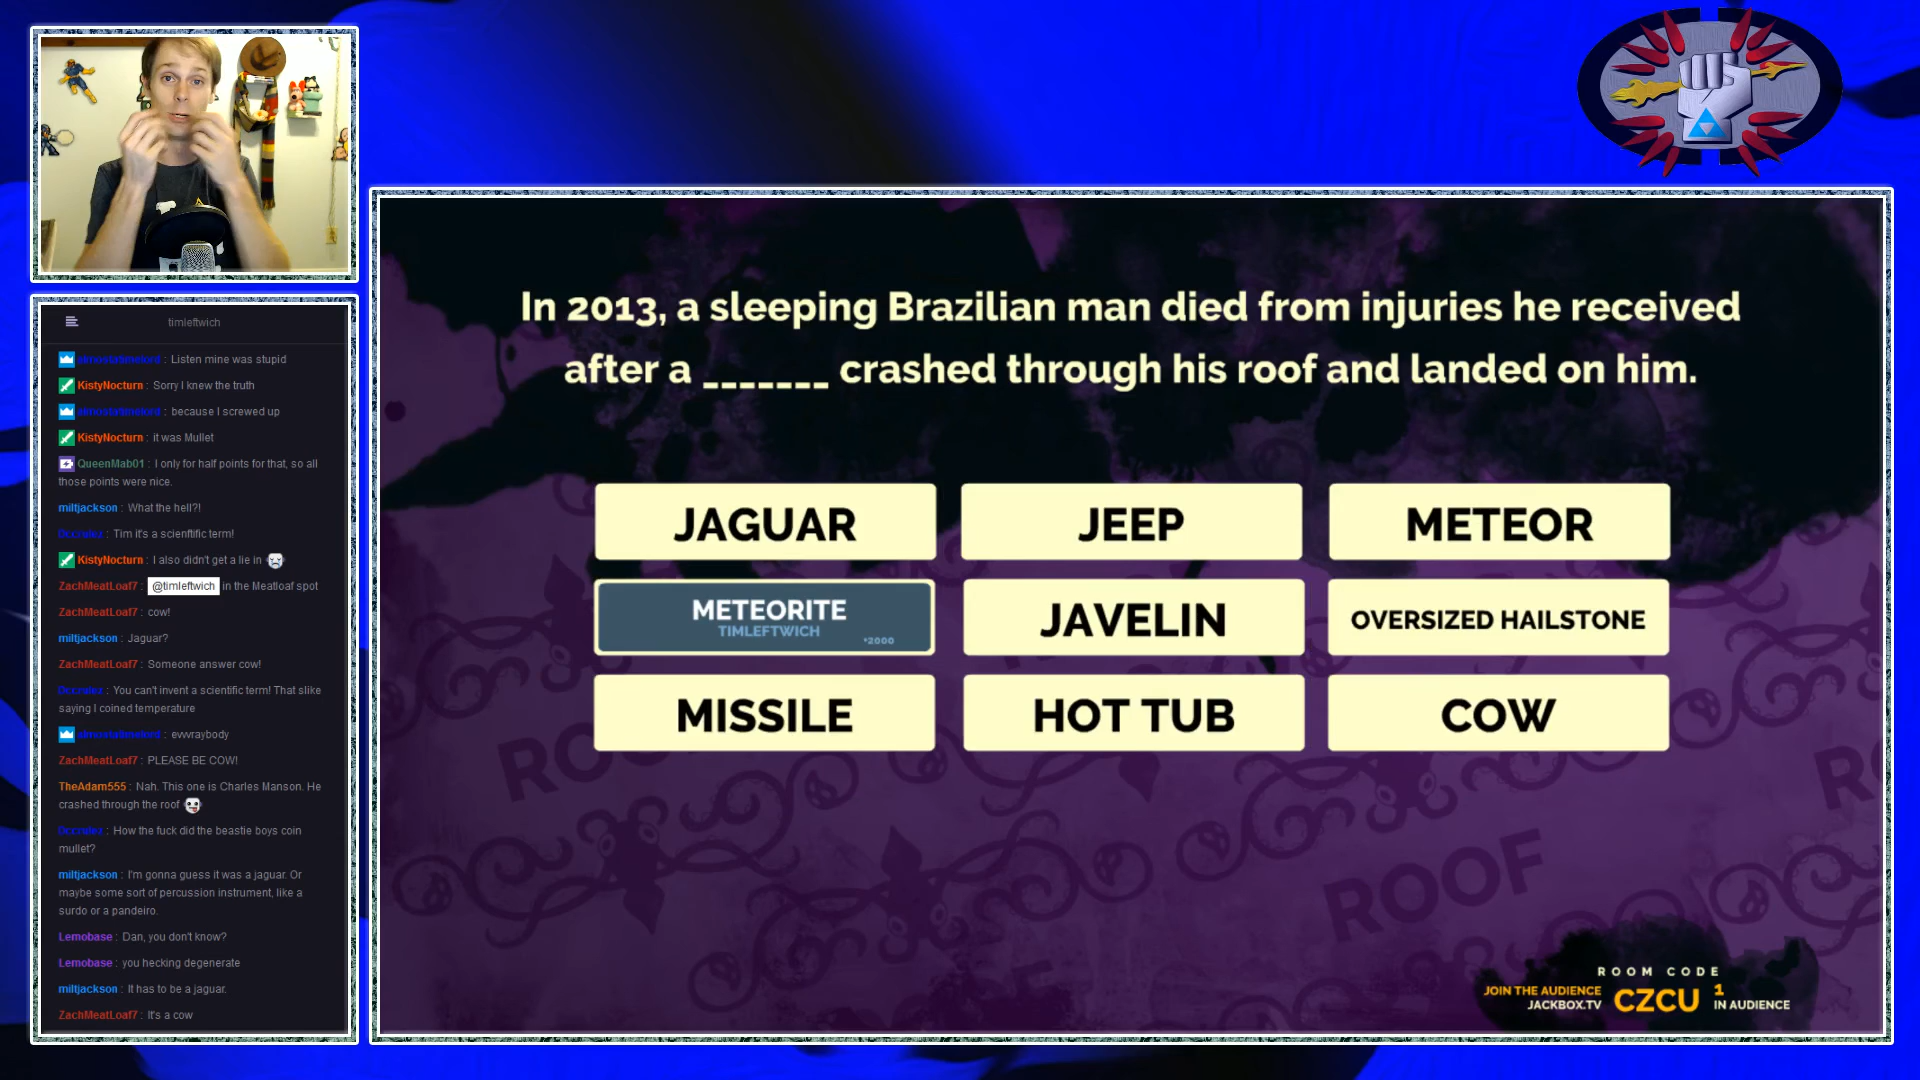 timleftwich
Listen mine was stupid
KistyNocturn : Sorry I knew the truth
because I screwed up
KistyNocturn : it was Mullet
QueenMab01 : I only for half points for that, so all
those points were nice.
miltjackson : What the hell?!
Tim it's a scienftific term!
KistyNocturn : I also didn't get a lie in
ZachMeatLoaf7 : @timleftwich in the Meatloaf spot
ZachMeatLoaf7 : cow!
miltjackson : Jaguar?
ZachMeatLoaf7 : Someone answer cow!
You can't invent a scientific term! That slike
saying I coined temperature
evvvraybody
ZachMeatLoaf7 : PLEASE BE COW!
TheAdam555 : Nah. This one is Charles Manson. He
crashed through the roof
How the fuck did the beastie boys coin
mullet?
miltjackson : I'm gonna guess it was a jaguar. Or
maybe some sort of percussion instrument, like a
surdo or a pandeiro.
Lemobase : Dan, you don't know?
Lemobase : you hecking degenerate
miltjackson : It has to be a jaguar.
ZachMeatLoaf7 : It's a cow
In 2013, a sleeping Brazilian man died from injuries he received
after a _______ crashed through his roof and landed on him.
JAGUAR
JEEP
METEOR
METEORITE
TIMLEFTWICH
+2000
JAVELIN
OVERSIZED HAILSTONE
MISSILE
HOT TUB
COW
ROOF
ROOF
ROOM CODE
JOIN THE AUDIENCE
JACKBOX.TV
CZCU
1
IN AUDIENCE